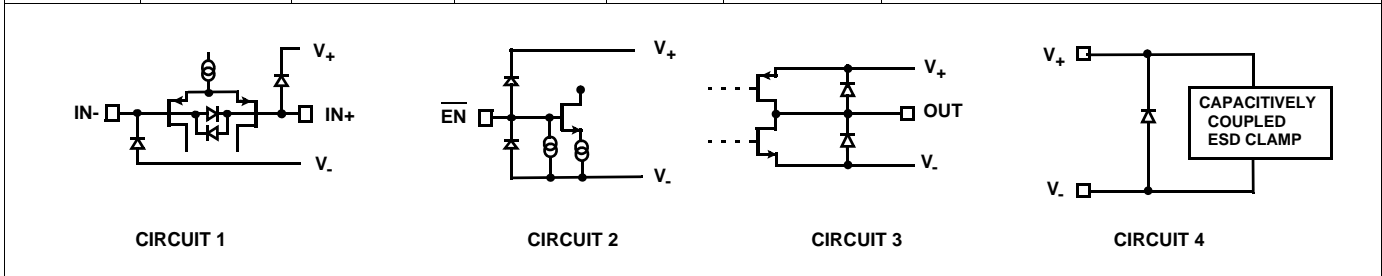 IN-
V-
V+
IN+
CIRCUIT 1
EN
V+
V-
CIRCUIT 2
V+
OUT
V-
CIRCUIT 3
V+
V-
CAPACITIVELY
COUPLED
ESD CLAMP
CIRCUIT 4